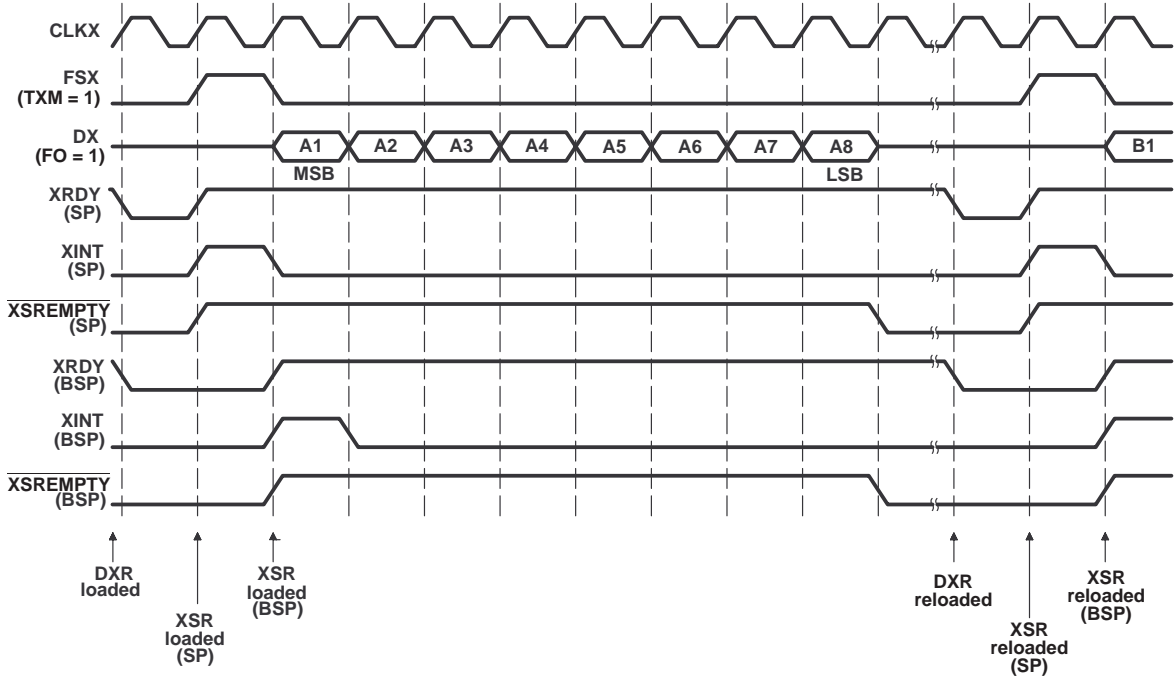 CLKX
FSX
(TXM = 1)
DX
(FO = 1)
A1 A2 A3 A4 A5 A6 A7 A8 B1
MSB LSB
XRDY
(SP)
XINT
(SP)
XSREMPTY
(SP)
XRDY
(BSP)
XINT
(BSP)
XSREMPTY
(BSP)
DXR
loaded
XSR
loaded
(SP)
XSR
loaded
(BSP)
DXR
reloaded
XSR
reloaded
(SP)
XSR
reloaded
(BSP)